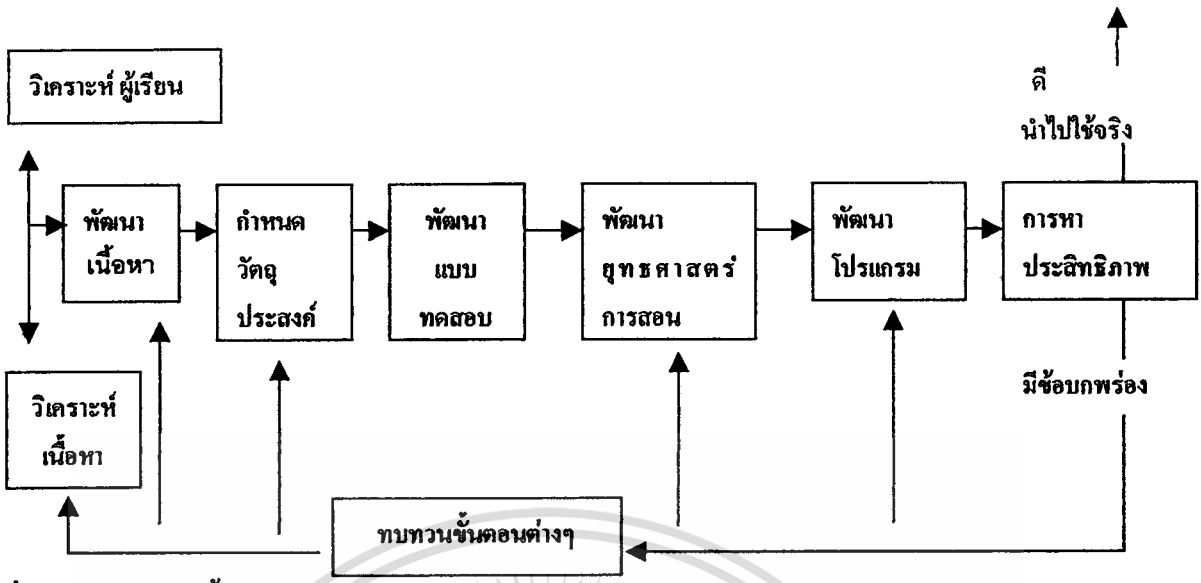 วิเคราะห์ ผู้เรียน
ดี
นำไปใช้จริง
พัฒนา
เนื้อหา
กำหนด
วัตถุ
ประสงค์
พัฒนา
แบบ
ทดสอบ
พัฒนา
ยุทธศาสตร์
การสอน
พัฒนา
โปรแกรม
การหา
ประสิทธิภาพ
วิเคราะห์
เนื้อหา
มีข้อบกพร่อง
ทบทวนขั้นตอนต่างๆ